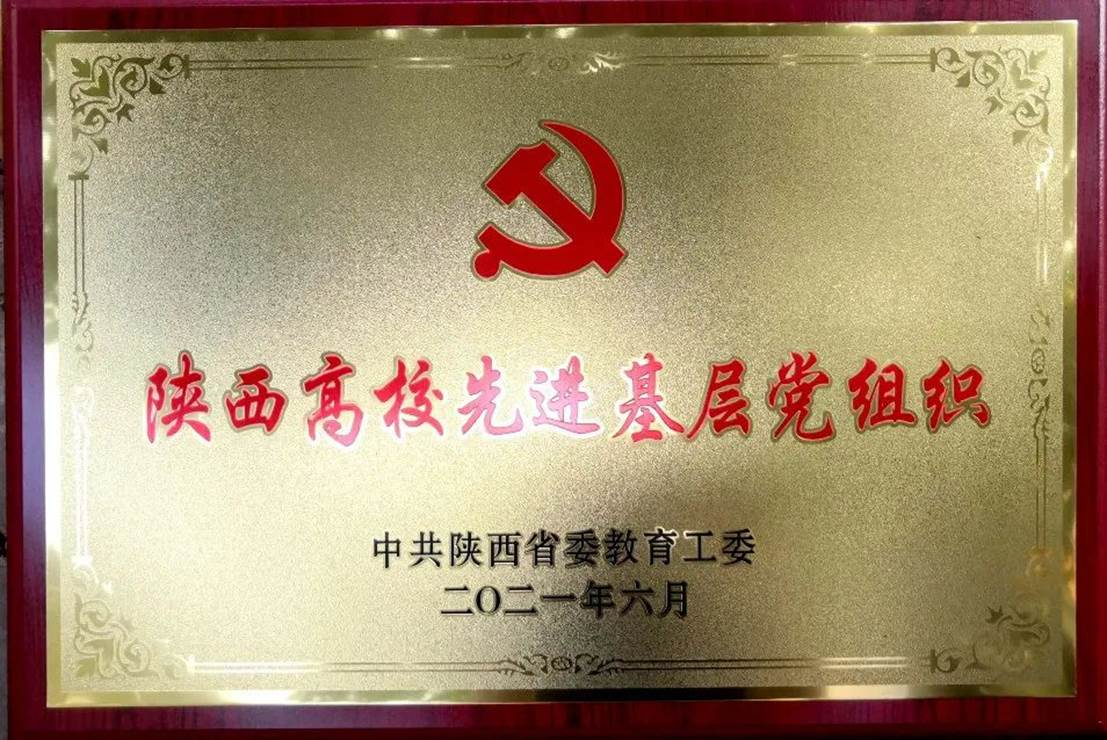 陕西高校先进基层党组织
中共陕西省委教育工委
二〇二一年六月